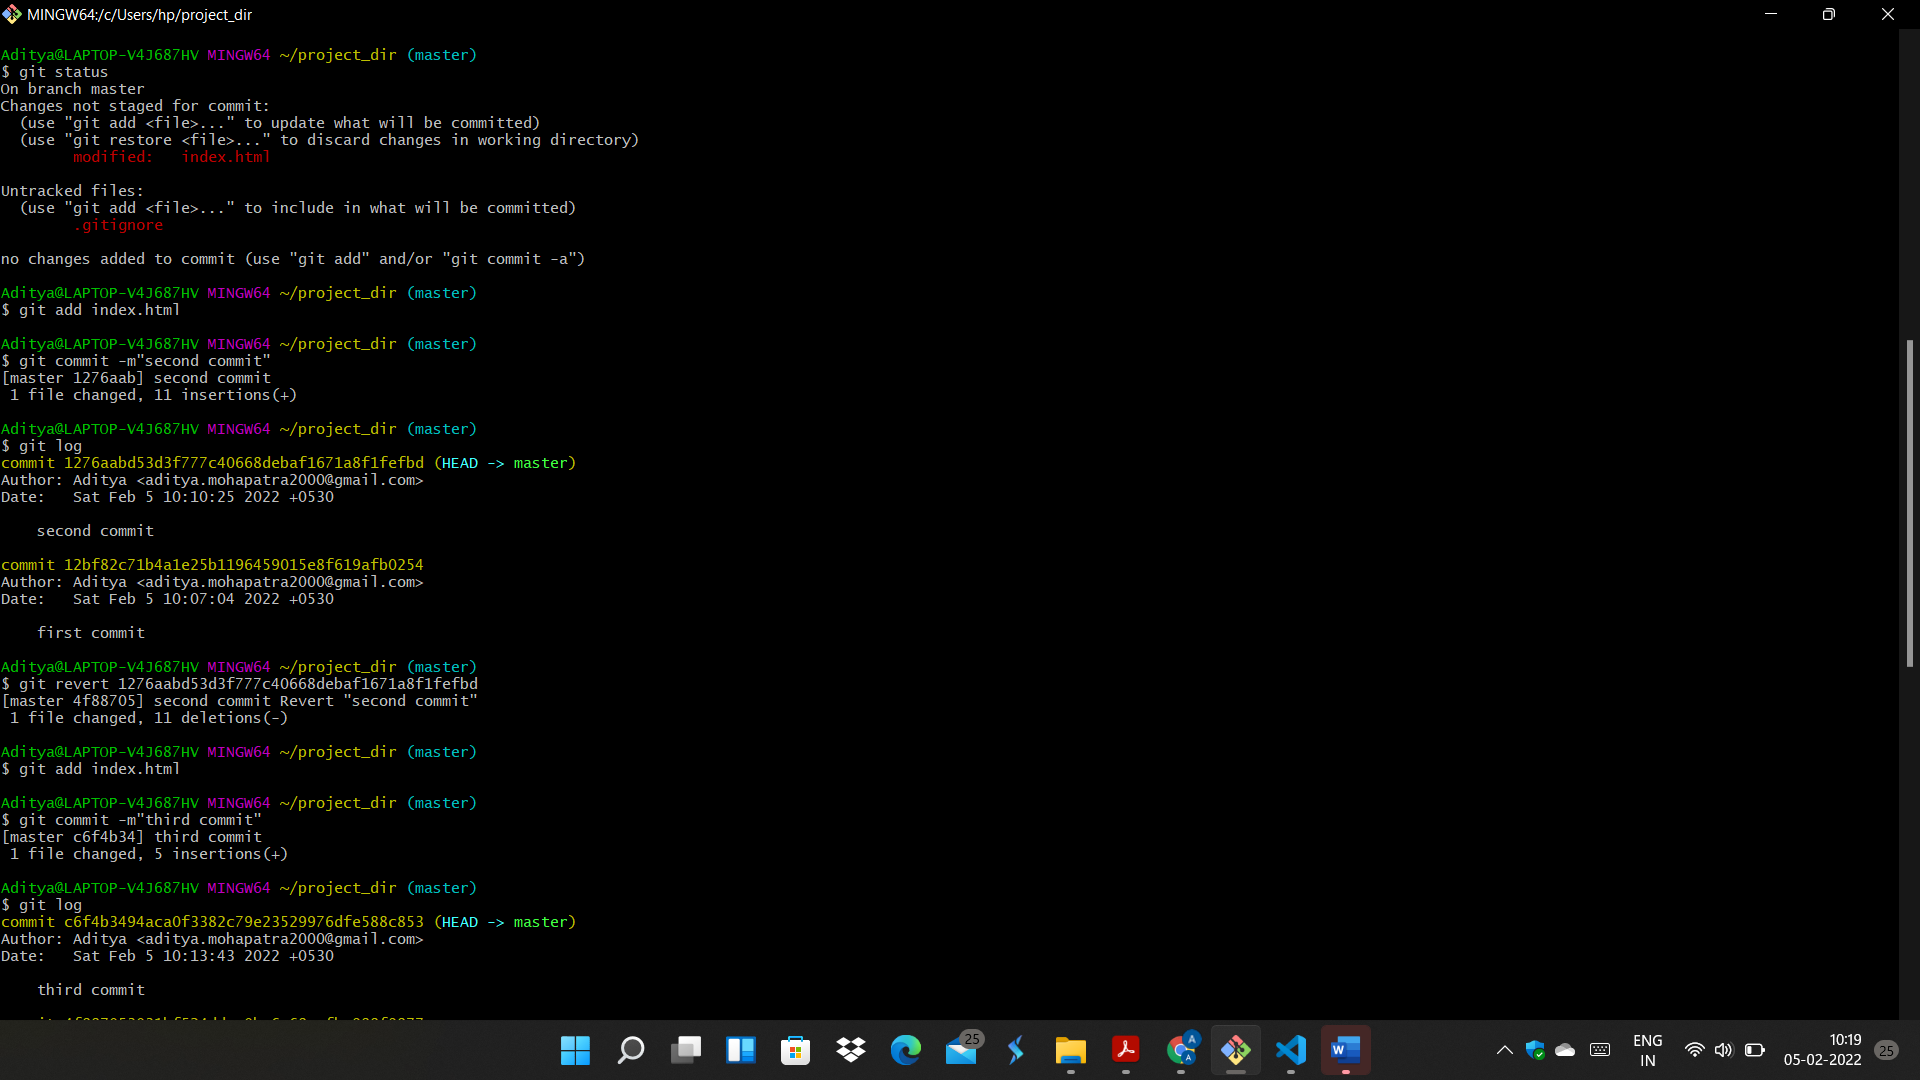 MINGW64:/c/Users/hp/project_dir
Aditya@LAPTOP-V4J687HV MINGW64 ~/project_dir (master)
$ git status
On branch master
Changes not staged for commit:
  (use "git add <file>..." to update what will be committed)
  (use "git restore <file>..." to discard changes in working directory)
        modified:   index.html

Untracked files:
  (use "git add <file>..." to include in what will be committed)
        .gitignore

no changes added to commit (use "git add" and/or "git commit -a")

Aditya@LAPTOP-V4J687HV MINGW64 ~/project_dir (master)
$ git add index.html

Aditya@LAPTOP-V4J687HV MINGW64 ~/project_dir (master)
$ git commit -m"second commit"
[master 1276aab] second commit
 1 file changed, 11 insertions(+)

Aditya@LAPTOP-V4J687HV MINGW64 ~/project_dir (master)
$ git log
commit 1276aabd53d3f777c40668debaf1671a8f1fefbd (HEAD -> master)
Author: Aditya <aditya.mohapatra2000@gmail.com>
Date:   Sat Feb 5 10:10:25 2022 +0530

    second commit

commit 12bf82c71b4a1e25b1196459015e8f619afb0254
Author: Aditya <aditya.mohapatra2000@gmail.com>
Date:   Sat Feb 5 10:07:04 2022 +0530

    first commit

Aditya@LAPTOP-V4J687HV MINGW64 ~/project_dir (master)
$ git revert 1276aabd53d3f777c40668debaf1671a8f1fefbd
[master 4f88705] second commit Revert "second commit"
 1 file changed, 11 deletions(-)

Aditya@LAPTOP-V4J687HV MINGW64 ~/project_dir (master)
$ git add index.html

Aditya@LAPTOP-V4J687HV MINGW64 ~/project_dir (master)
$ git commit -m"third commit"
[master c6f4b34] third commit
 1 file changed, 5 insertions(+)

Aditya@LAPTOP-V4J687HV MINGW64 ~/project_dir (master)
$ git log
commit c6f4b3494aca0f3382c79e23529976dfe588c853 (HEAD -> master)
Author: Aditya <aditya.mohapatra2000@gmail.com>
Date:   Sat Feb 5 10:13:43 2022 +0530

    third commit

25
A
A
W
ENG
IN
10:19
05-02-2022
25